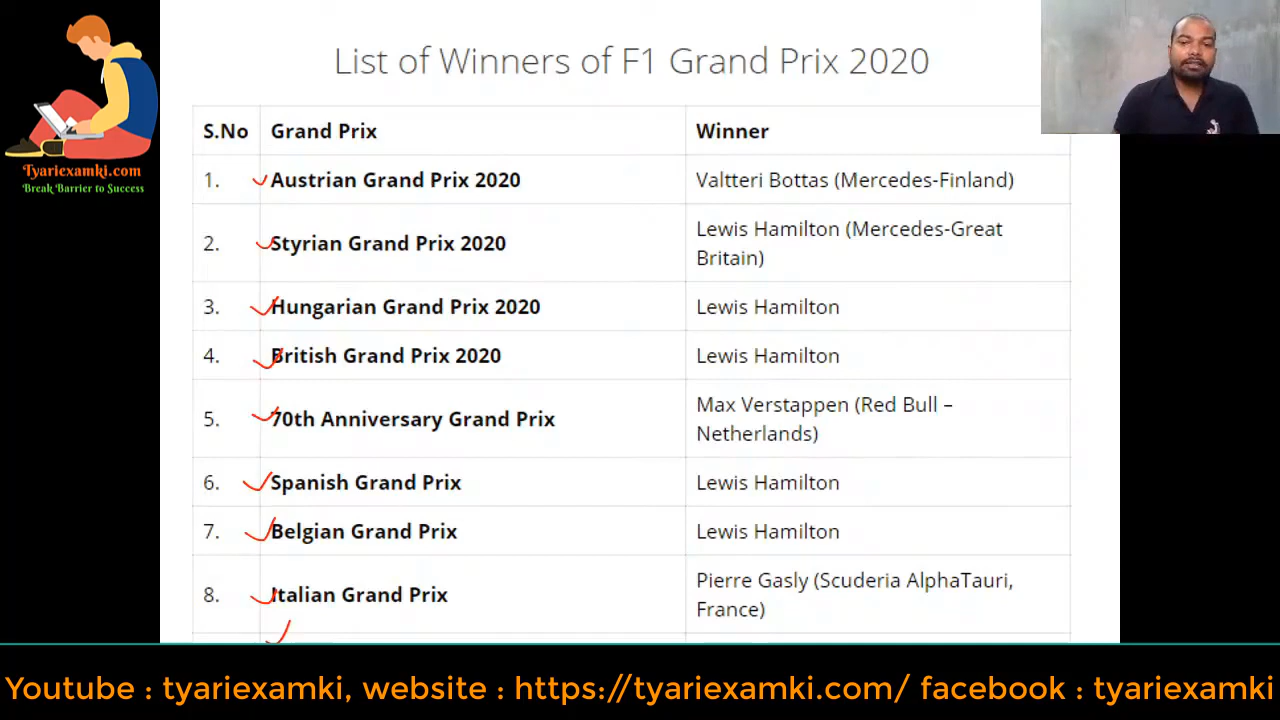 List of Winners of F1 Grand Prix 2020
S.No Grand Prix Winner
1. Austrian Grand Prix 2020 Valtteri Bottas (Mercedes-Finland)
2. Styrian Grand Prix 2020 Lewis Hamilton (Mercedes-Great
Britain)
3. Hungarian Grand Prix 2020 Lewis Hamilton
4. British Grand Prix 2020 Lewis Hamilton
5. 70th Anniversary Grand Prix Max Verstappen (Red Bull –
Netherlands)
6. Spanish Grand Prix Lewis Hamilton
7. Belgian Grand Prix Lewis Hamilton
8. Italian Grand Prix Pierre Gasly (Scuderia AlphaTauri,
France)
Tyariexamki.com
Break Barrier to Success
Youtube : tyariexamki, website : https://tyariexamki.com/ facebook : tyariexamki